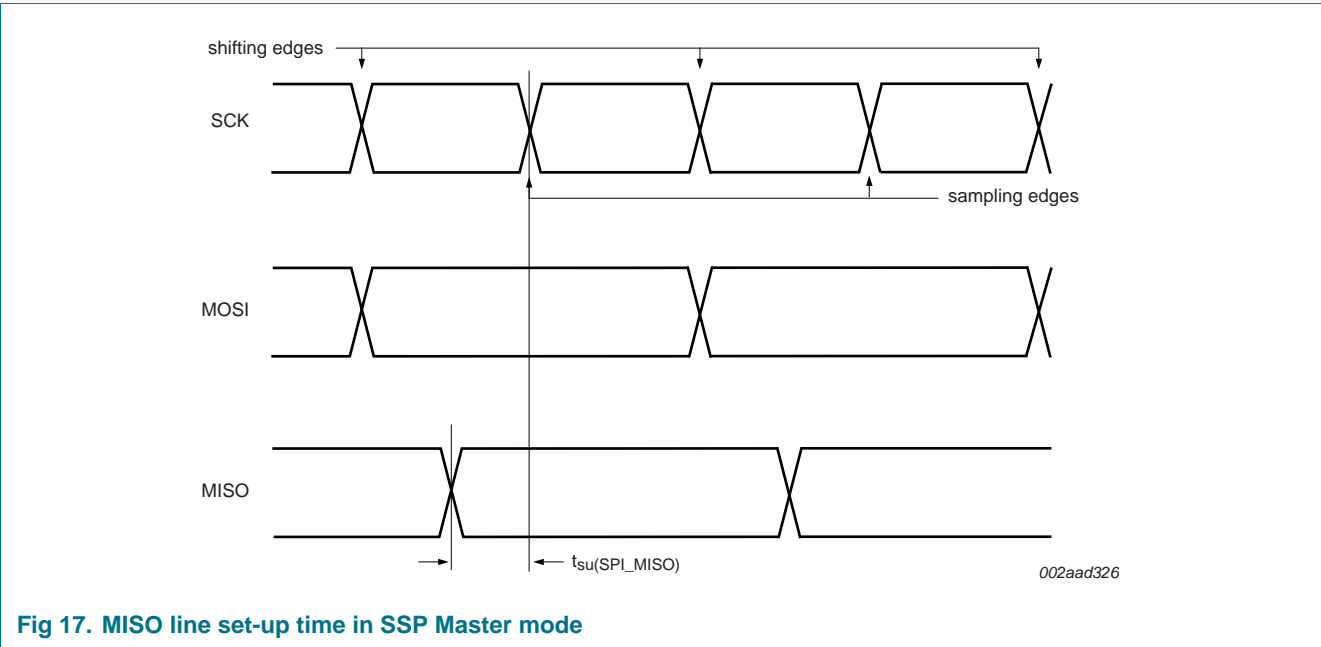 shifting edges
SCK
sampling edges
MOSI
MISO
tsu(SPI_MISO)
002aad326
Fig 17. MISO line set-up time in SSP Master mode